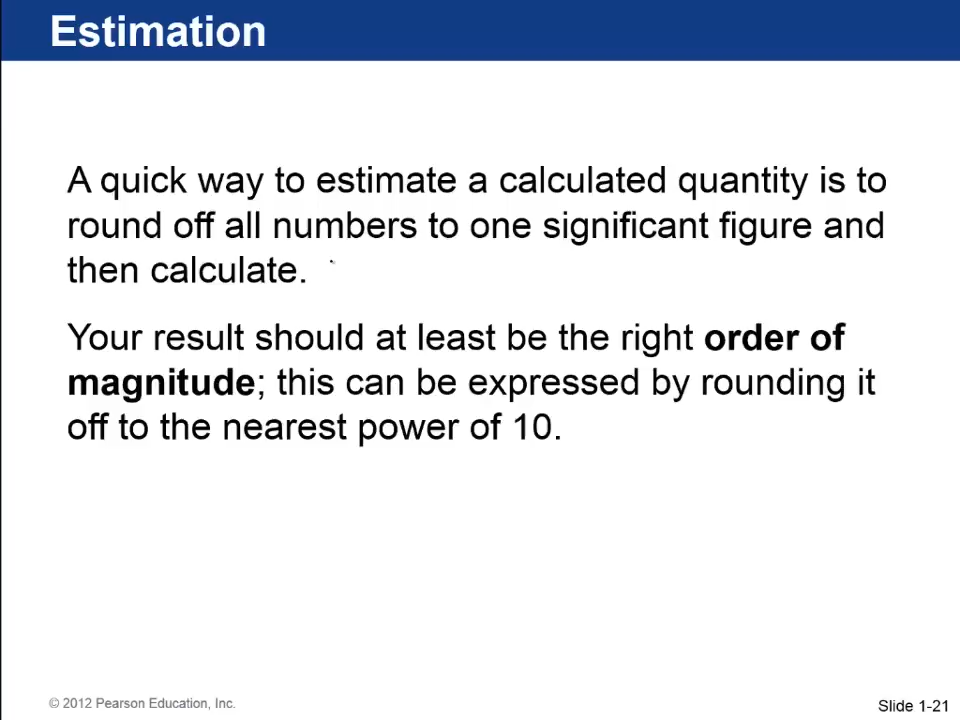 Estimation
A quick way to estimate a calculated quantity is to
round off all numbers to one significant figure and
then calculate.
Your result should at least be the right order of
magnitude; this can be expressed by rounding it
off to the nearest power of 10.
© 2012 Pearson Education, Inc.
Slide 1-21